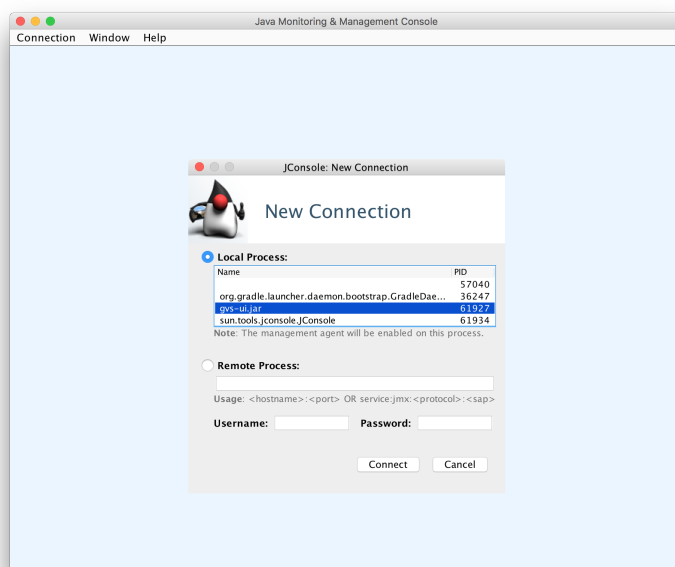 Java Monitoring & Management Console
Connection Window Help
JConsole: New Connection
New Connection
Local Process:
Name PID
57040
org.gradle.launcher.daemon.bootstrap.GradleDae... 36247
gvs-ui.jar 61927
sun.tools.jconsole.JConsole 61934
Note: The management agent will be enabled on this process.
Remote Process:
Usage: <hostname>:<port> OR service:jmx:<protocol>:<sap>
Username: Password:
Connect Cancel